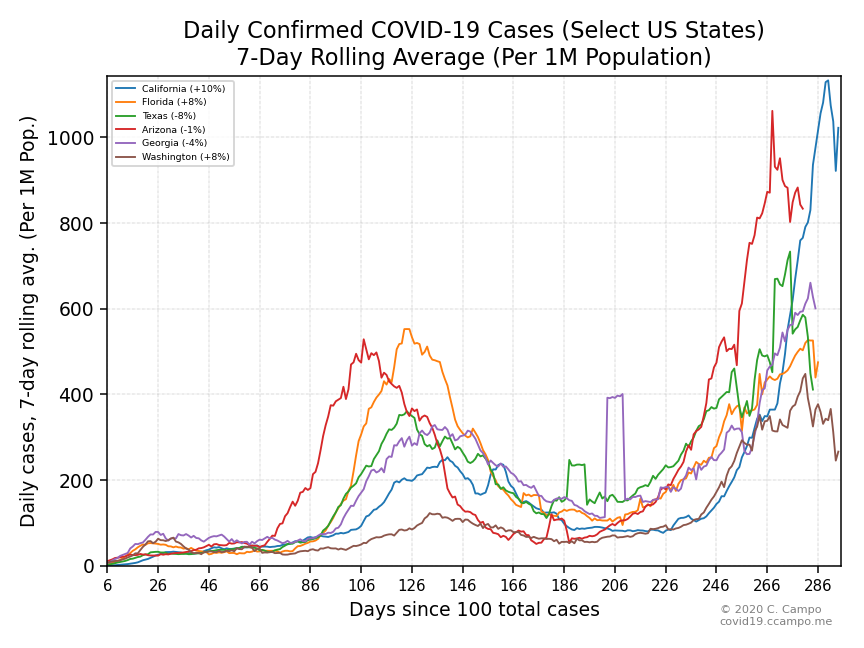 Daily Confirmed COVID-19 Cases (Select US States)
7-Day Rolling Average (Per 1M Population)
California (+10%)
Florida (+8%)
Texas (-8%)
Arizona (-1%)
Georgia (-4%)
Washington (+8%)
Daily cases, 7-day rolling avg. (Per 1M Pop.)
1000
800
600
400
200
0
6 26 46 66 86 106 126 146 166 186 206 226 246 266 286
Days since 100 total cases
© 2020 C. Campo
covid19.ccampo.me